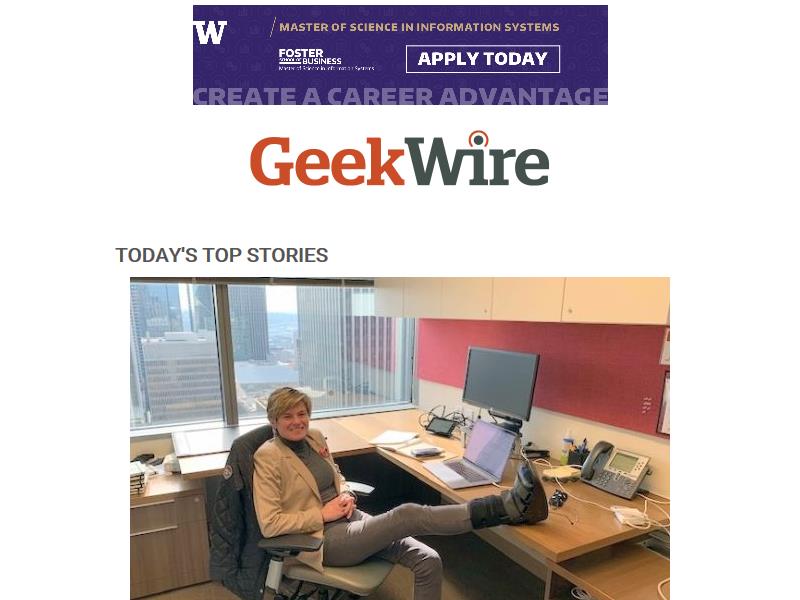 W
MASTER OF SCIENCE IN INFORMATION SYSTEMS
FOSTER
SCHOOL OF
BUSINESS
Master of Science in Information Systems
APPLY TODAY
CREATE A CAREER ADVANTAGE
GeekWire
TODAY'S TOP STORIES